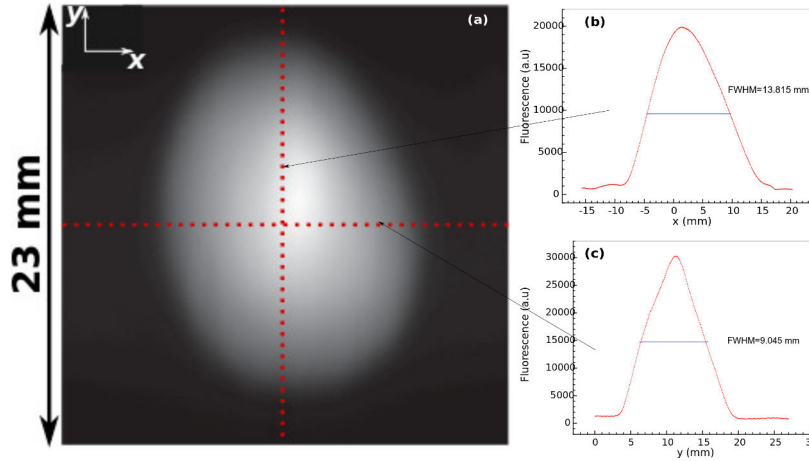 (a)
y
x
23 mm
(b)
Fluorescence (a.u)
20000
15000
10000
5000
0
FWHM=13.815 mm
-15 -10 -5 0 5 10 15 20
x (mm)
(c)
Fluorescence (a.u)
30000
25000
20000
15000
10000
5000
0
FWHM=9.045 mm
0 5 10 15 20 25
y (mm)